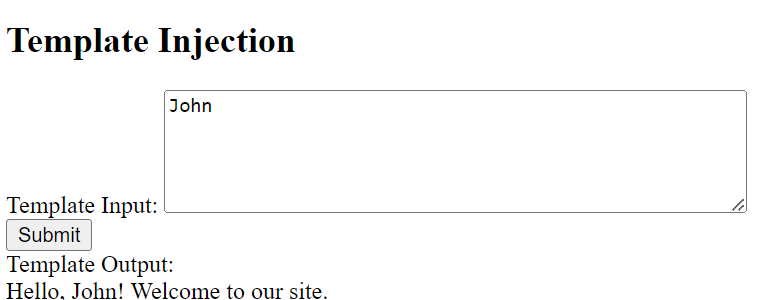 Template Injection
John
Template Input:
Submit
Template Output:
Hello, John! Welcome to our site.